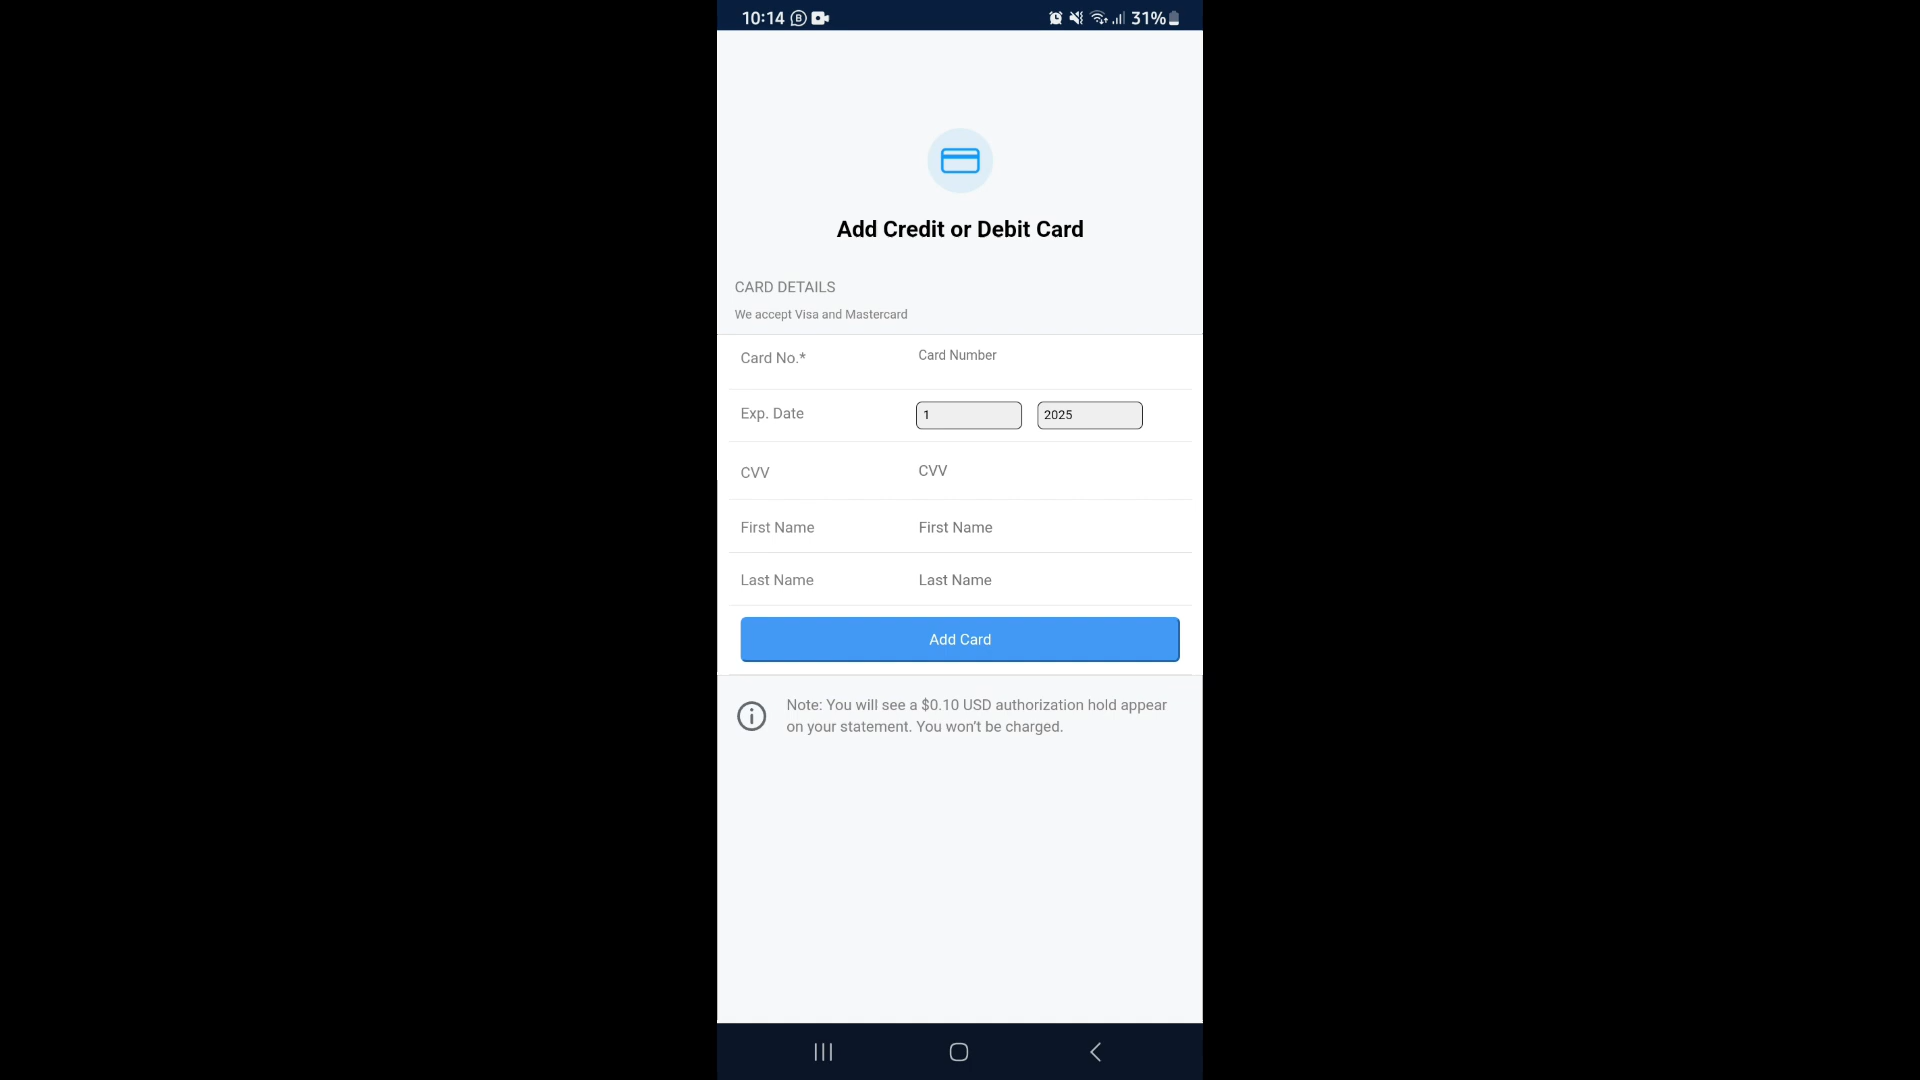 10:14 B 31%
Add Credit or Debit Card
CARD DETAILS
We accept Visa and Mastercard
Card No.* Card Number
Exp. Date 1 2025
CVV CVV
First Name First Name
Last Name Last Name
Add Card
Note: You will see a $0.10 USD authorization hold appear
on your statement. You won't be charged.